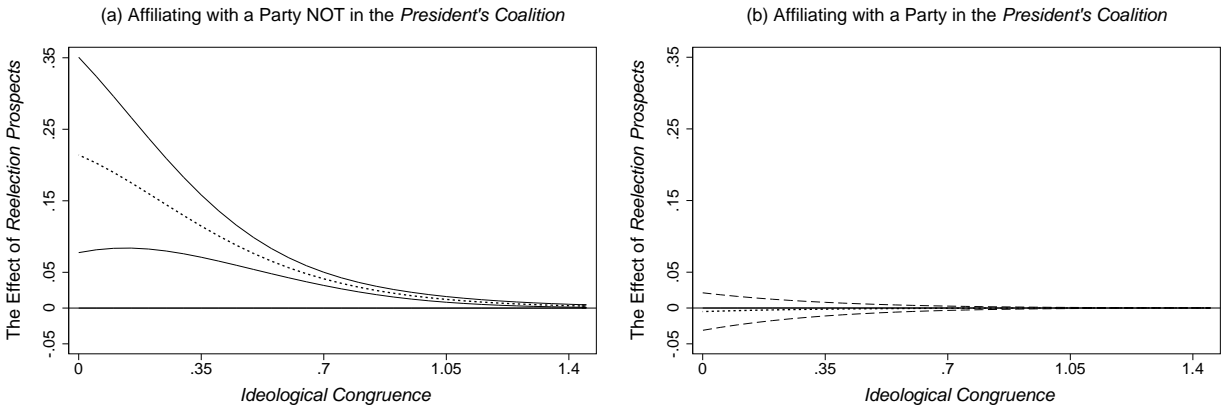 (a) Affiliating with a Party NOT in the President's Coalition
The Effect of Reelection Prospects
.35
.25
.15
.05
0
-.05
0 .35 .7 1.05 1.4
Ideological Congruence
(b) Affiliating with a Party in the President's Coalition
The Effect of Reelection Prospects
.35
.25
.15
.05
0
-.05
0 .35 .7 1.05 1.4
Ideological Congruence